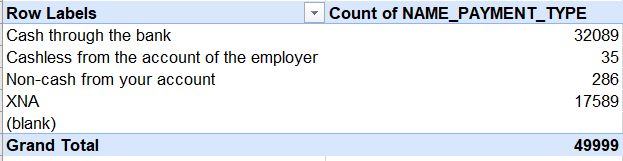 Row Labels Count of NAME_PAYMENT_TYPE
Cash through the bank 32089
Cashless from the account of the employer 35
Non-cash from your account 286
XNA 17589
(blank)
Grand Total 49999